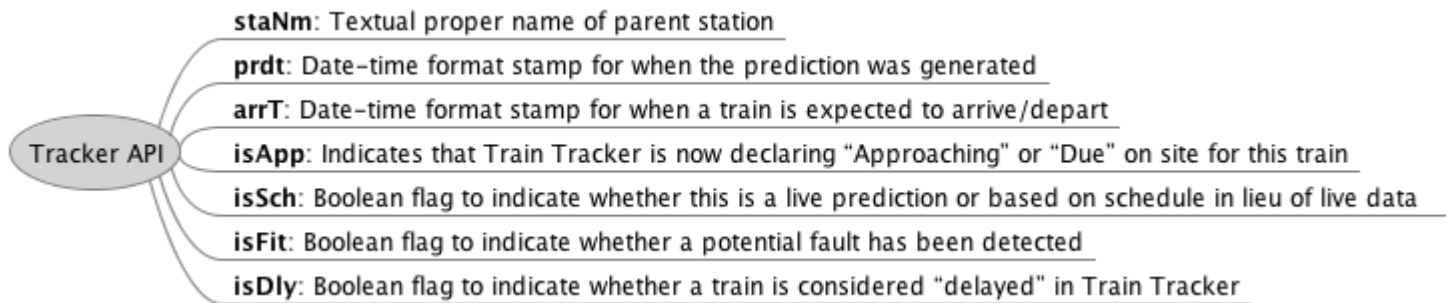 staNm: Textual proper name of parent station
prdt: Date-time format stamp for when the prediction was generated
arrT: Date-time format stamp for when a train is expected to arrive/depart
Tracker API
isApp: Indicates that Train Tracker is now declaring “Approaching” or “Due” on site for this train
isSch: Boolean flag to indicate whether this is a live prediction or based on schedule in lieu of live data
isFit: Boolean flag to indicate whether a potential fault has been detected
isDly: Boolean flag to indicate whether a train is considered “delayed” in Train Tracker